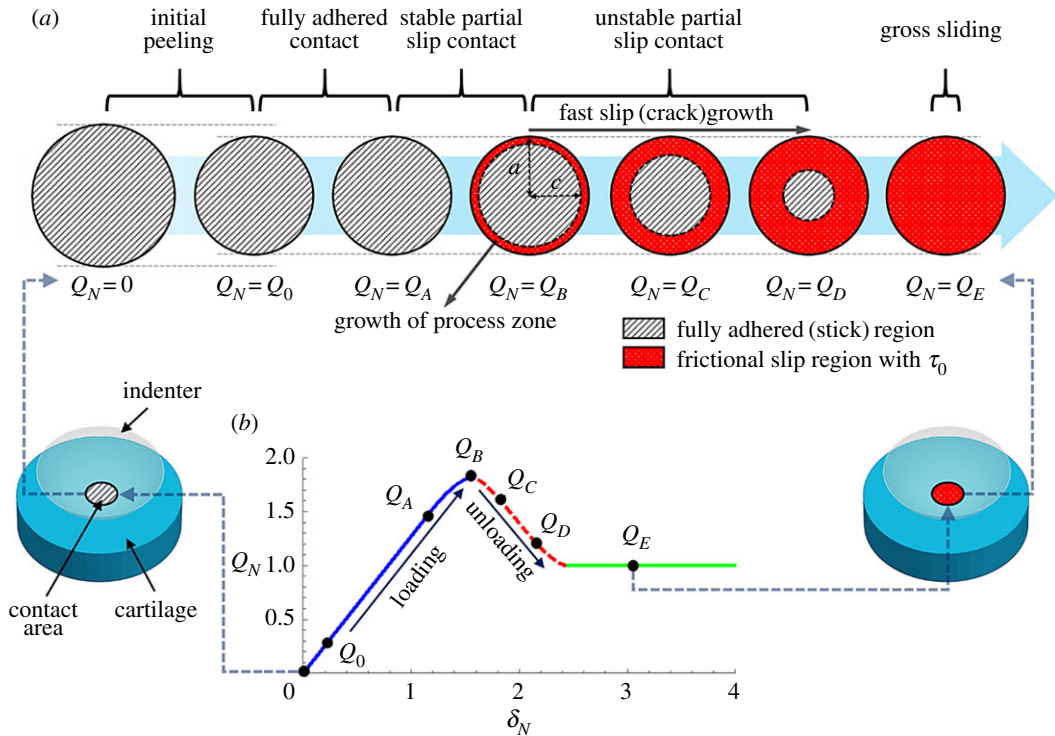 (a)
initial
peeling
fully adhered
contact
stable partial
slip contact
unstable partial
slip contact
gross sliding
fast slip (crack) growth
a
c
Q_N = 0
Q_N = Q_0
Q_N = Q_A
Q_N = Q_B
Q_N = Q_C
Q_N = Q_D
Q_N = Q_E
growth of process zone
fully adhered (stick) region
frictional slip region with τ_0
indenter
contact
area
cartilage
(b)
2.0
1.5
1.0
0.5
Q_N
Q_0
Q_A
Q_B
Q_C
Q_D
Q_E
loading
unloading
0
1
2
3
4
δ_N